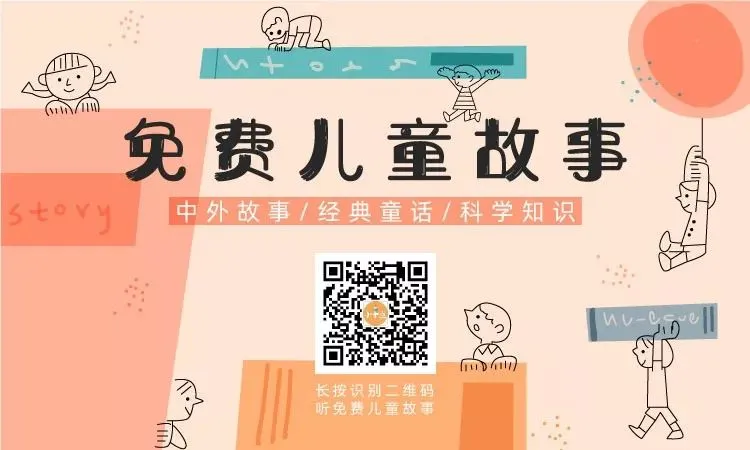 story
免费儿童故事
中外故事/经典童话/科学知识
story
长按识别二维码
听免费儿童故事